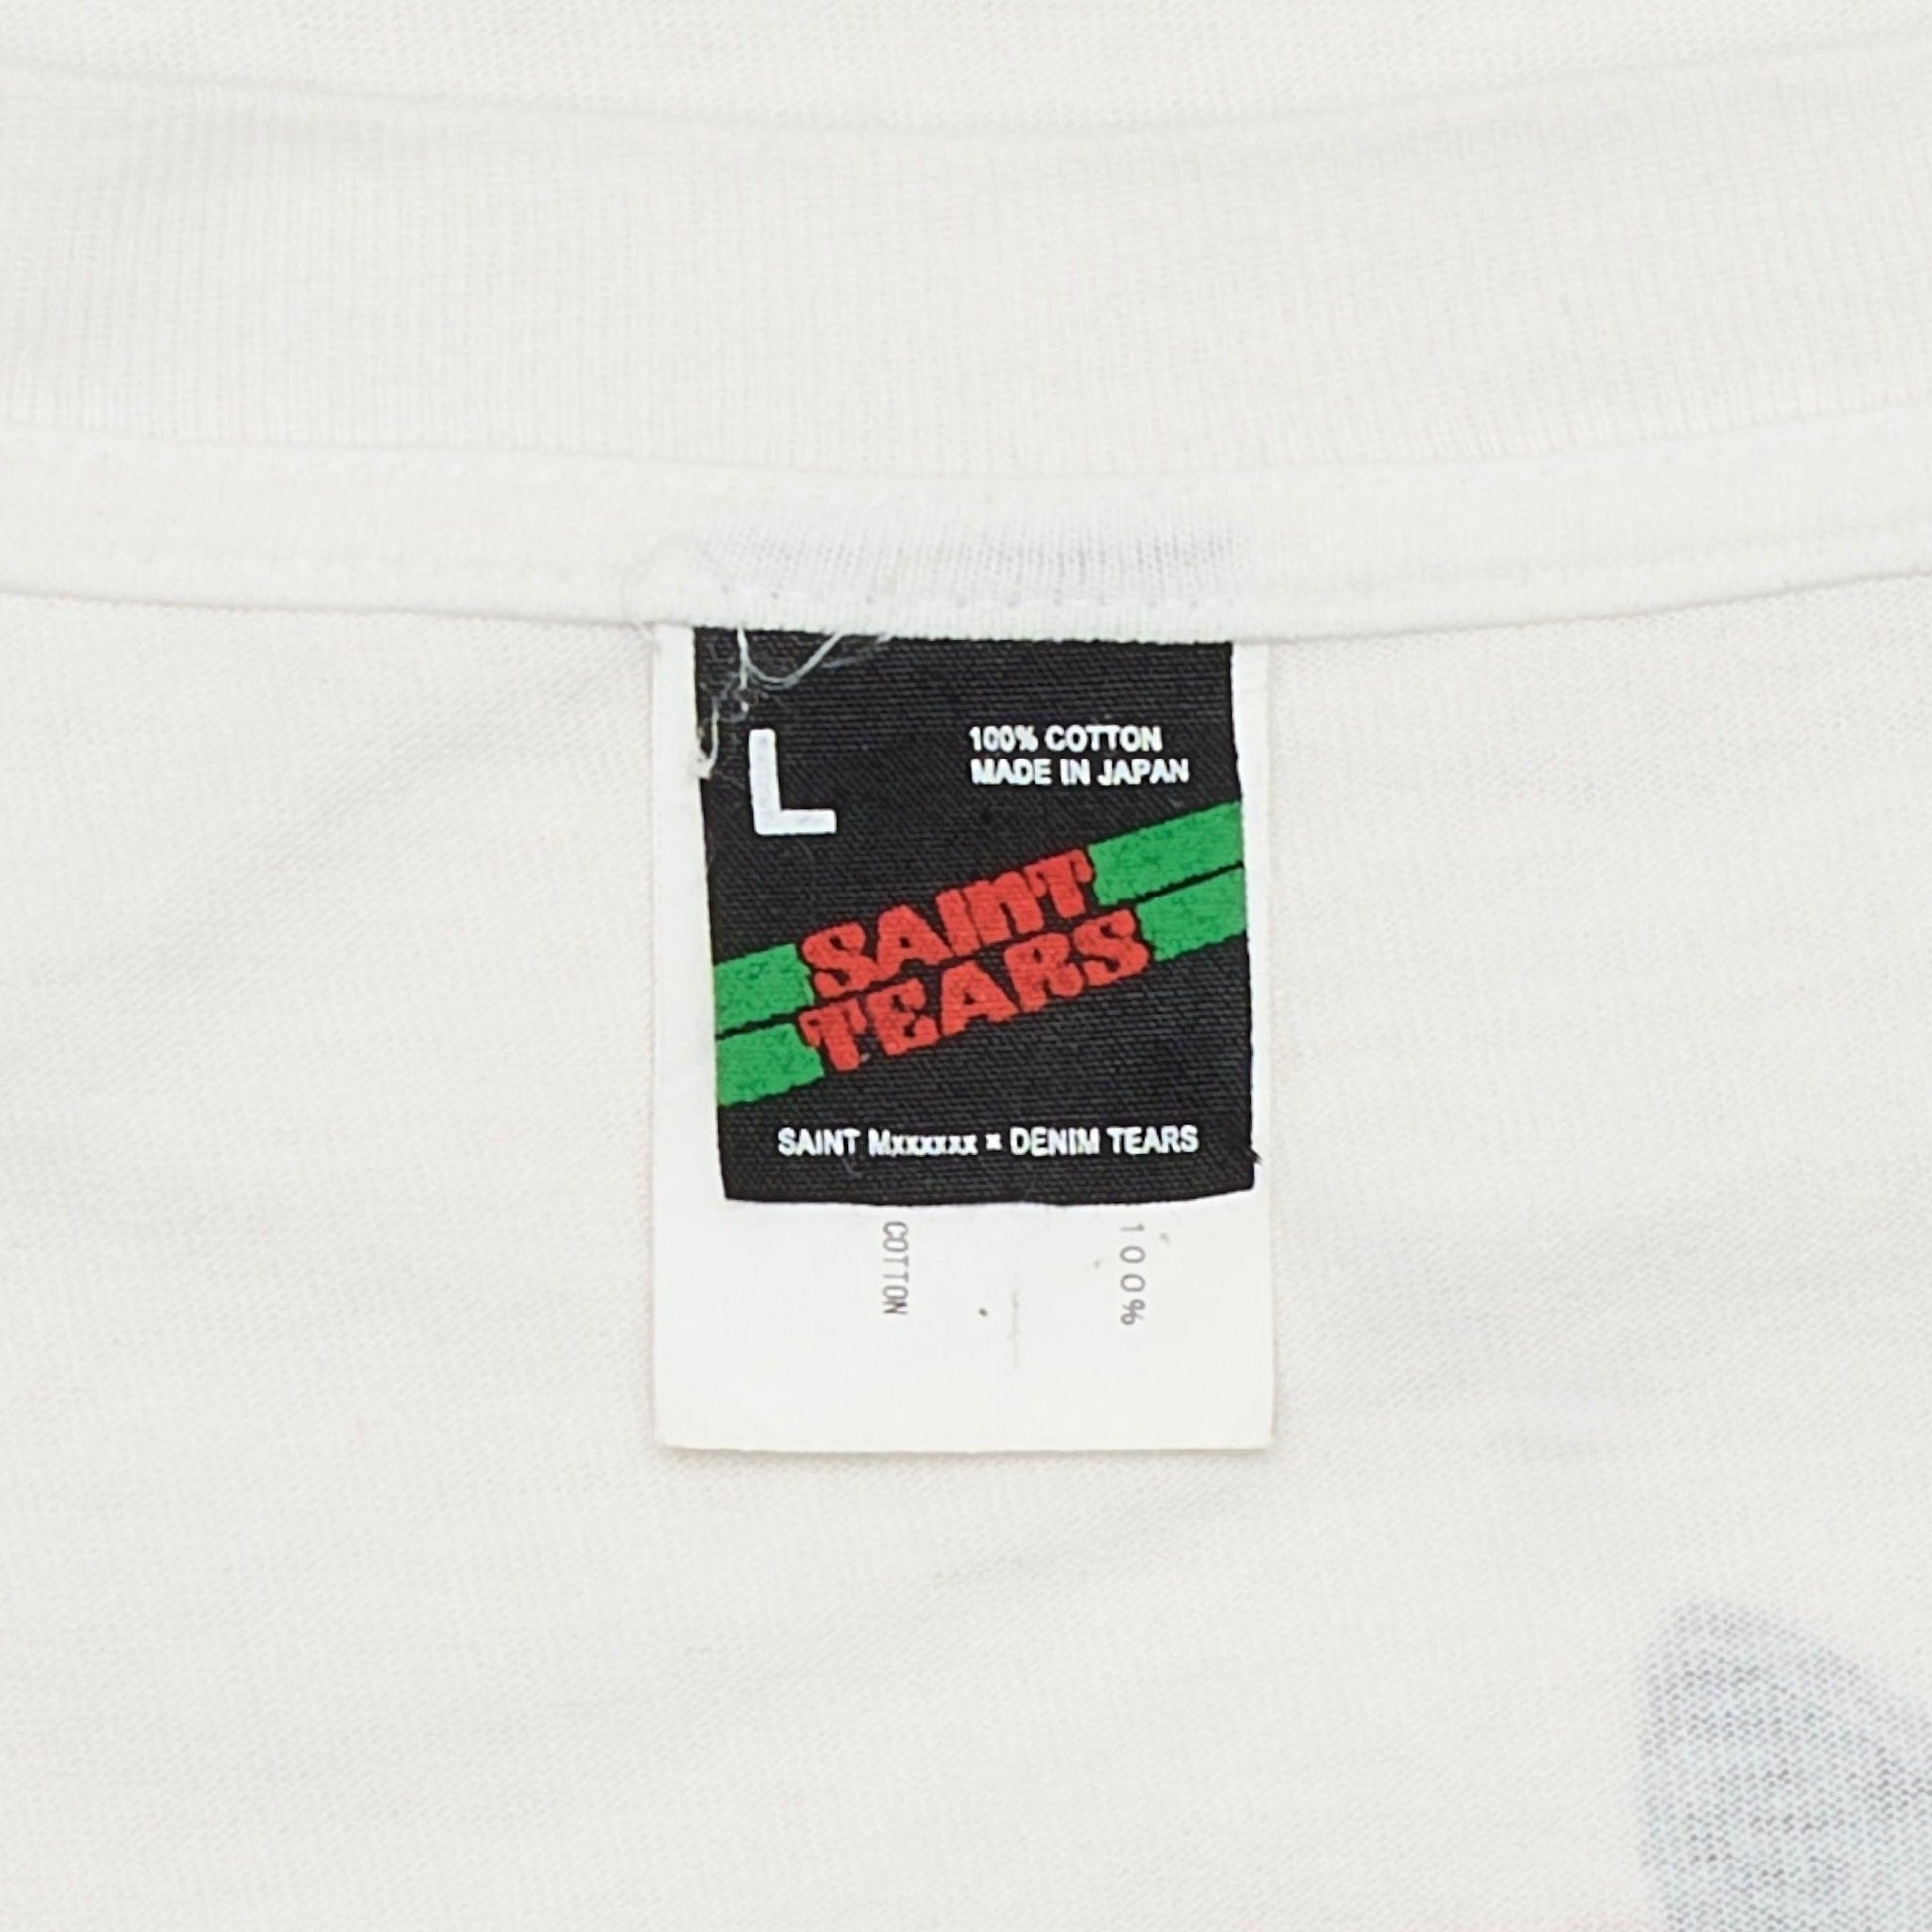 L
100% COTTON
MADE IN JAPAN
SAINT
TEARS
SAINT Mxxxxxx × DENIM TEARS
100%
COTTON